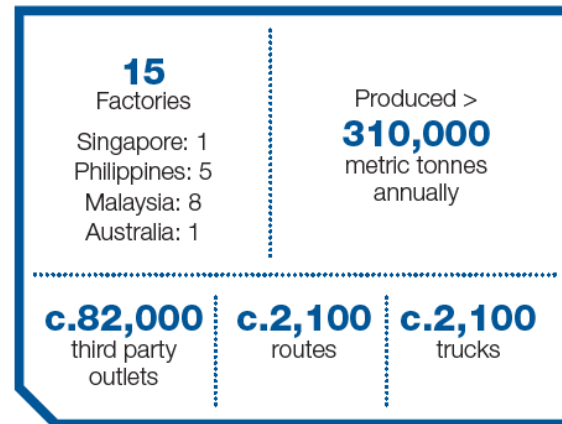 15
Factories
Singapore: 1
Philippines: 5
Malaysia: 8
Australia: 1
Produced >
310,000
metric tonnes
annually
c.82,000
third party
outlets
c.2,100
routes
c.2,100
trucks